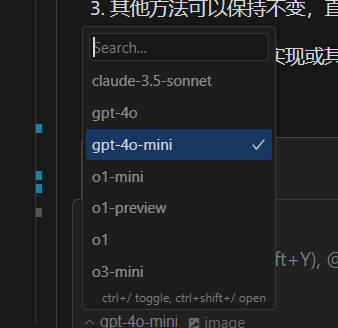 3. 其他方法可以保持不变，直
Search...
实现或其
claude-3.5-sonnet
gpt-4o
gpt-4o-mini
o1-mini
o1-preview
o1
ft+Y), @
o3-mini
ctrl+/ toggle, ctrl+shift+/ open
gpt-4o-mini image